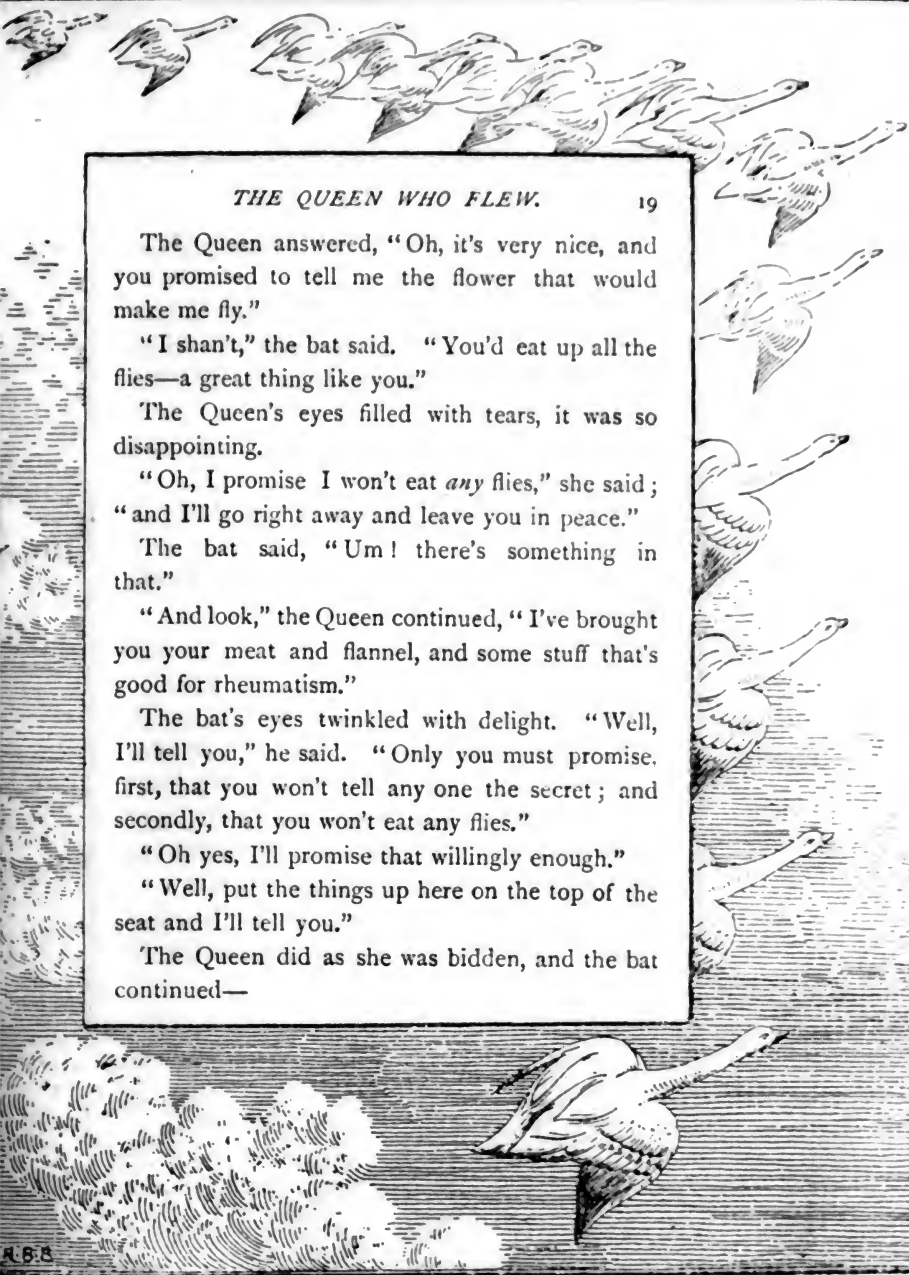 THE QUEEN WHO FLEW. 19
The Queen answered, “Oh, it's very nice, and
you promised to tell me the flower that would
make me fly.”
“I shan't,” the bat said. “You'd eat up all the
flies—a great thing like you.”
The Queen's eyes filled with tears, it was so
disappointing.
“Oh, I promise I won't eat any flies,” she said;
“and I'll go right away and leave you in peace.”
The bat said, “Um! there's something in
that.”
“And look,” the Queen continued, “I've brought
you your meat and flannel, and some stuff that's
good for rheumatism.”
The bat's eyes twinkled with delight. “Well,
I'll tell you,” he said. “Only you must promise,
first, that you won't tell any one the secret; and
secondly, that you won't eat any flies.”
“Oh yes, I'll promise that willingly enough.”
“Well, put the things up here on the top of the
seat and I'll tell you.”
The Queen did as she was bidden, and the bat
continued—